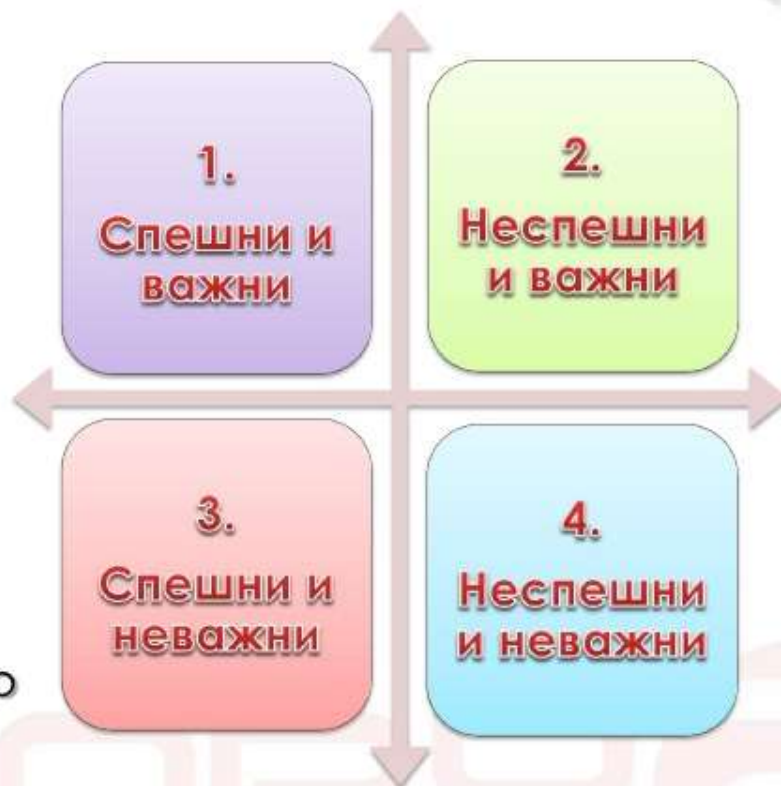 1.
Спешни и
важни
2.
Неспешни
и важни
3.
Спешни и
неважни
4.
Неспешни
и неважни